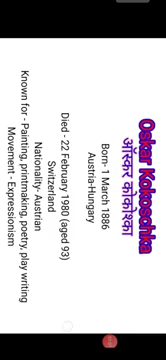 Oskar Kokoschka
ऑस्कर कोकोश्का
Born- 1 March 1886
Austria-Hungary
Died - 22 February 1980 (aged 93)
Switzerland
Nationality- Austrian
Known for - Painting, printmaking, poetry, play writing
Movement - Expressionism